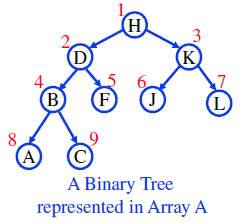 1
H
2
D
3
K
4
B
5
F
6
J
7
L
8
A
9
C
A Binary Tree
represented in Array A